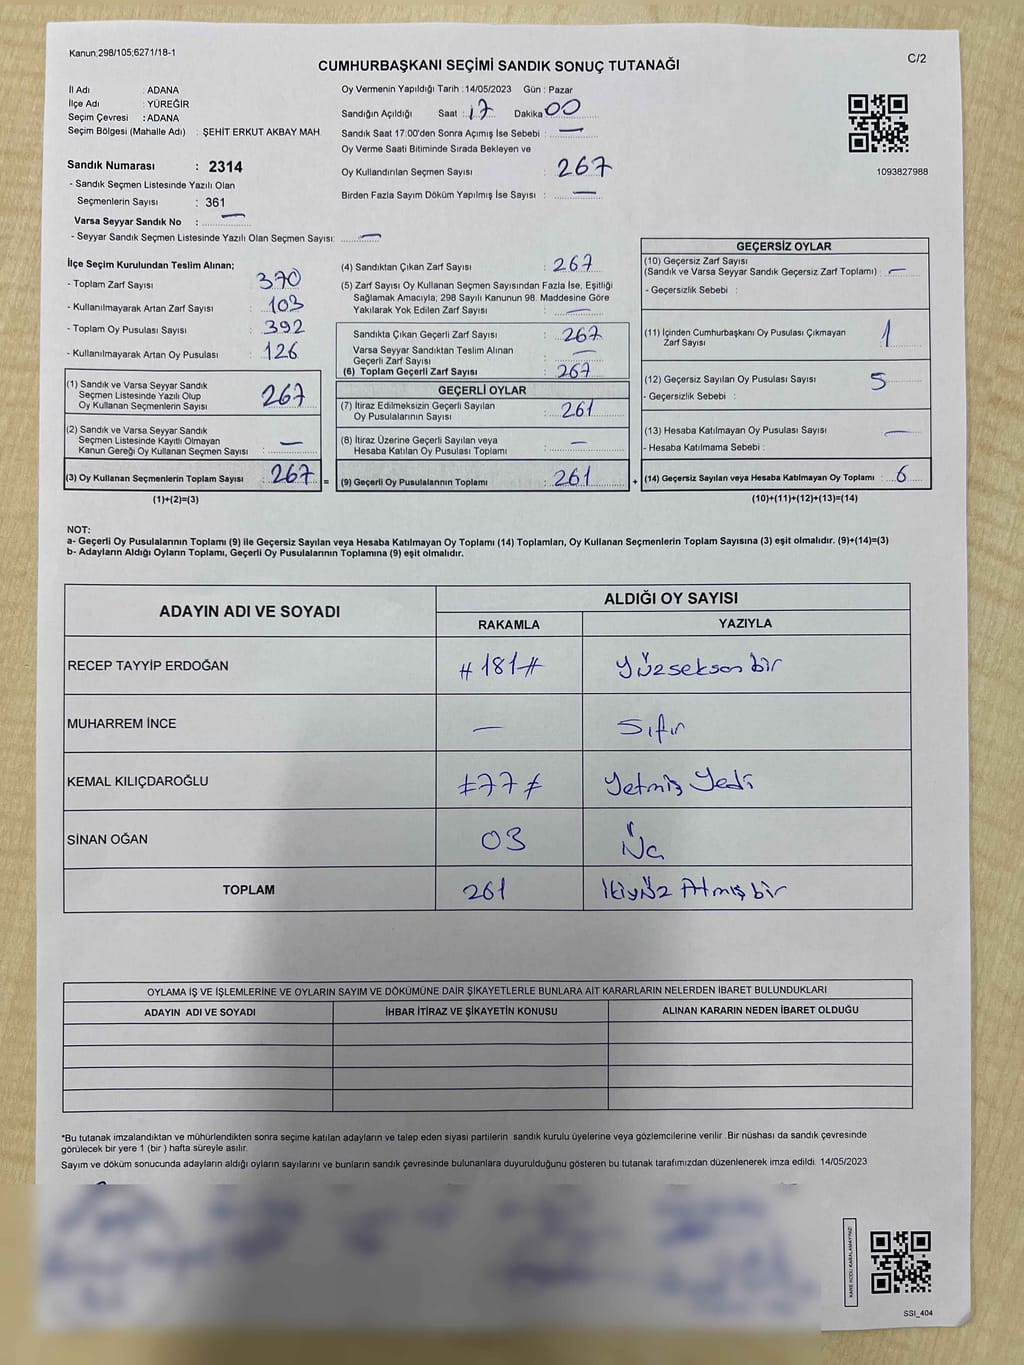 Kanun;298/105;6271/18-1
C/2
CUMHURBAŞKANI SEÇİMİ SANDIK SONUÇ TUTANAĞI
İl Adı : ADANA
İlçe Adı : YÜREĞİR
Seçim Çevresi : ADANA
Seçim Bölgesi (Mahalle Adı) : ŞEHİT ERKUT AKBAY MAH.
Sandık Numarası : 2314
- Sandık Seçmen Listesinde Yazılı Olan
Seçmenlerin Sayısı : 361
Varsa Seyyar Sandık No : —
- Seyyar Sandık Seçmen Listesinde Yazılı Olan Seçmen Sayısı: —
Oy Vermenin Yapıldığı Tarih : 14/05/2023 Gün : Pazar
Sandığın Açıldığı Saat : 17 Dakika 00
Sandık Saat 17:00'den Sonra Açımış İse Sebebi : —
Oy Verme Saati Bitiminde Sırada Bekleyen ve
Oy Kullandırılan Seçmen Sayısı : 267
Birden Fazla Sayım Döküm Yapılmış İse Sayısı : —
1093827988
İlçe Seçim Kurulundan Teslim Alınan;
- Toplam Zarf Sayısı : 370
- Kullanılmayarak Artan Zarf Sayısı : 103
- Toplam Oy Pusulası Sayısı : 392
- Kullanılmayarak Artan Oy Pusulası : 126
(1) Sandık ve Varsa Seyyar Sandık
Seçmen Listesinde Yazılı Olup
Oy Kullanan Seçmenlerin Sayısı : 267
(2) Sandık ve Varsa Seyyar Sandık
Seçmen Listesinde Kayıtlı Olmayan
Kanun Gereği Oy Kullanan Seçmen Sayısı : —
(3) Oy Kullanan Seçmenlerin Toplam Sayısı : 267 =
(1)+(2)=(3)
(4) Sandıktan Çıkan Zarf Sayısı : 267
(5) Zarf Sayısı Oy Kullanan Seçmen Sayısından Fazla İse, Eşitliği
Sağlamak Amacıyla; 298 Sayılı Kanunun 98. Maddesine Göre
Yakılarak Yok Edilen Zarf Sayısı : —
Sandıkta Çıkan Geçerli Zarf Sayısı : 267
Varsa Seyyar Sandıktan Teslim Alınan
Geçerli Zarf Sayısı : —
(6) Toplam Geçerli Zarf Sayısı : 267
GEÇERLİ OYLAR
(7) İtiraz Edilmeksizin Geçerli Sayılan
Oy Pusulalarının Sayısı : 261
(8) İtiraz Üzerine Geçerli Sayılan veya
Hesaba Katılan Oy Pusulası Toplamı : —
(9) Geçerli Oy Pusulalarının Toplamı : 261 +
GEÇERSİZ OYLAR
(10) Geçersiz Zarf Sayısı
(Sandık ve Varsa Seyyar Sandık Geçersiz Zarf Toplamı) : —
- Geçersizlik Sebebi :
(11) İçinden Cumhurbaşkanı Oy Pusulası Çıkmayan
Zarf Sayısı : 1
(12) Geçersiz Sayılan Oy Pusulası Sayısı : 5
- Geçersizlik Sebebi :
(13) Hesaba Katılmayan Oy Pusulası Sayısı : —
- Hesaba Katılmama Sebebi :
(14) Geçersiz Sayılan veya Hesaba Katılmayan Oy Toplamı : 6
(10)+(11)+(12)+(13)=(14)
NOT:
a- Geçerli Oy Pusulalarının Toplamı (9) ile Geçersiz Sayılan veya Hesaba Katılmayan Oy Toplamı (14) Toplamları, Oy Kullanan Seçmenlerin Toplam Sayısına (3) eşit olmalıdır. (9)+(14)=(3)
b- Adayların Aldığı Oyların Toplamı, Geçerli Oy Pusulalarının Toplamına (9) eşit olmalıdır.
ADAYIN ADI VE SOYADI ALDIĞI OY SAYISI
RAKAMLA YAZIYLA
RECEP TAYYİP ERDOĞAN #181# Yüzseksen bir
MUHARREM İNCE — Sıfır
KEMAL KILIÇDAROĞLU #77# Yetmiş Yedi
SİNAN OĞAN 03 Üç
TOPLAM 261 İkiyüz Atmış bir
OYLAMA İŞ VE İŞLEMLERİNE VE OYLARIN SAYIM VE DÖKÜMÜNE DAİR ŞİKAYETLERLE BUNLARA AİT KARARLARIN NELERDEN İBARET BULUNDUKLARI
ADAYIN ADI VE SOYADI İHBAR İTİRAZ VE ŞİKAYETİN KONUSU ALINAN KARARIN NEDEN İBARET OLDUĞU
*Bu tutanak imzalandıktan ve mühürlendikten sonra seçime katılan adayların ve talep eden siyasi partilerin sandık kurulu üyelerine veya gözlemcilerine verilir. Bir nüshası da sandık çevresinde
görülecek bir yere 1 (bir) hafta süreyle asılır.
Sayım ve döküm sonucunda adayların aldığı oyların sayılarını ve bunların sandık çevresinde bulunanlara duyurulduğunu gösteren bu tutanak tarafımızdan düzenlenerek imza edildi. 14/05/2023
KARE KODU KARALAMAYINIZ!
SSI_404